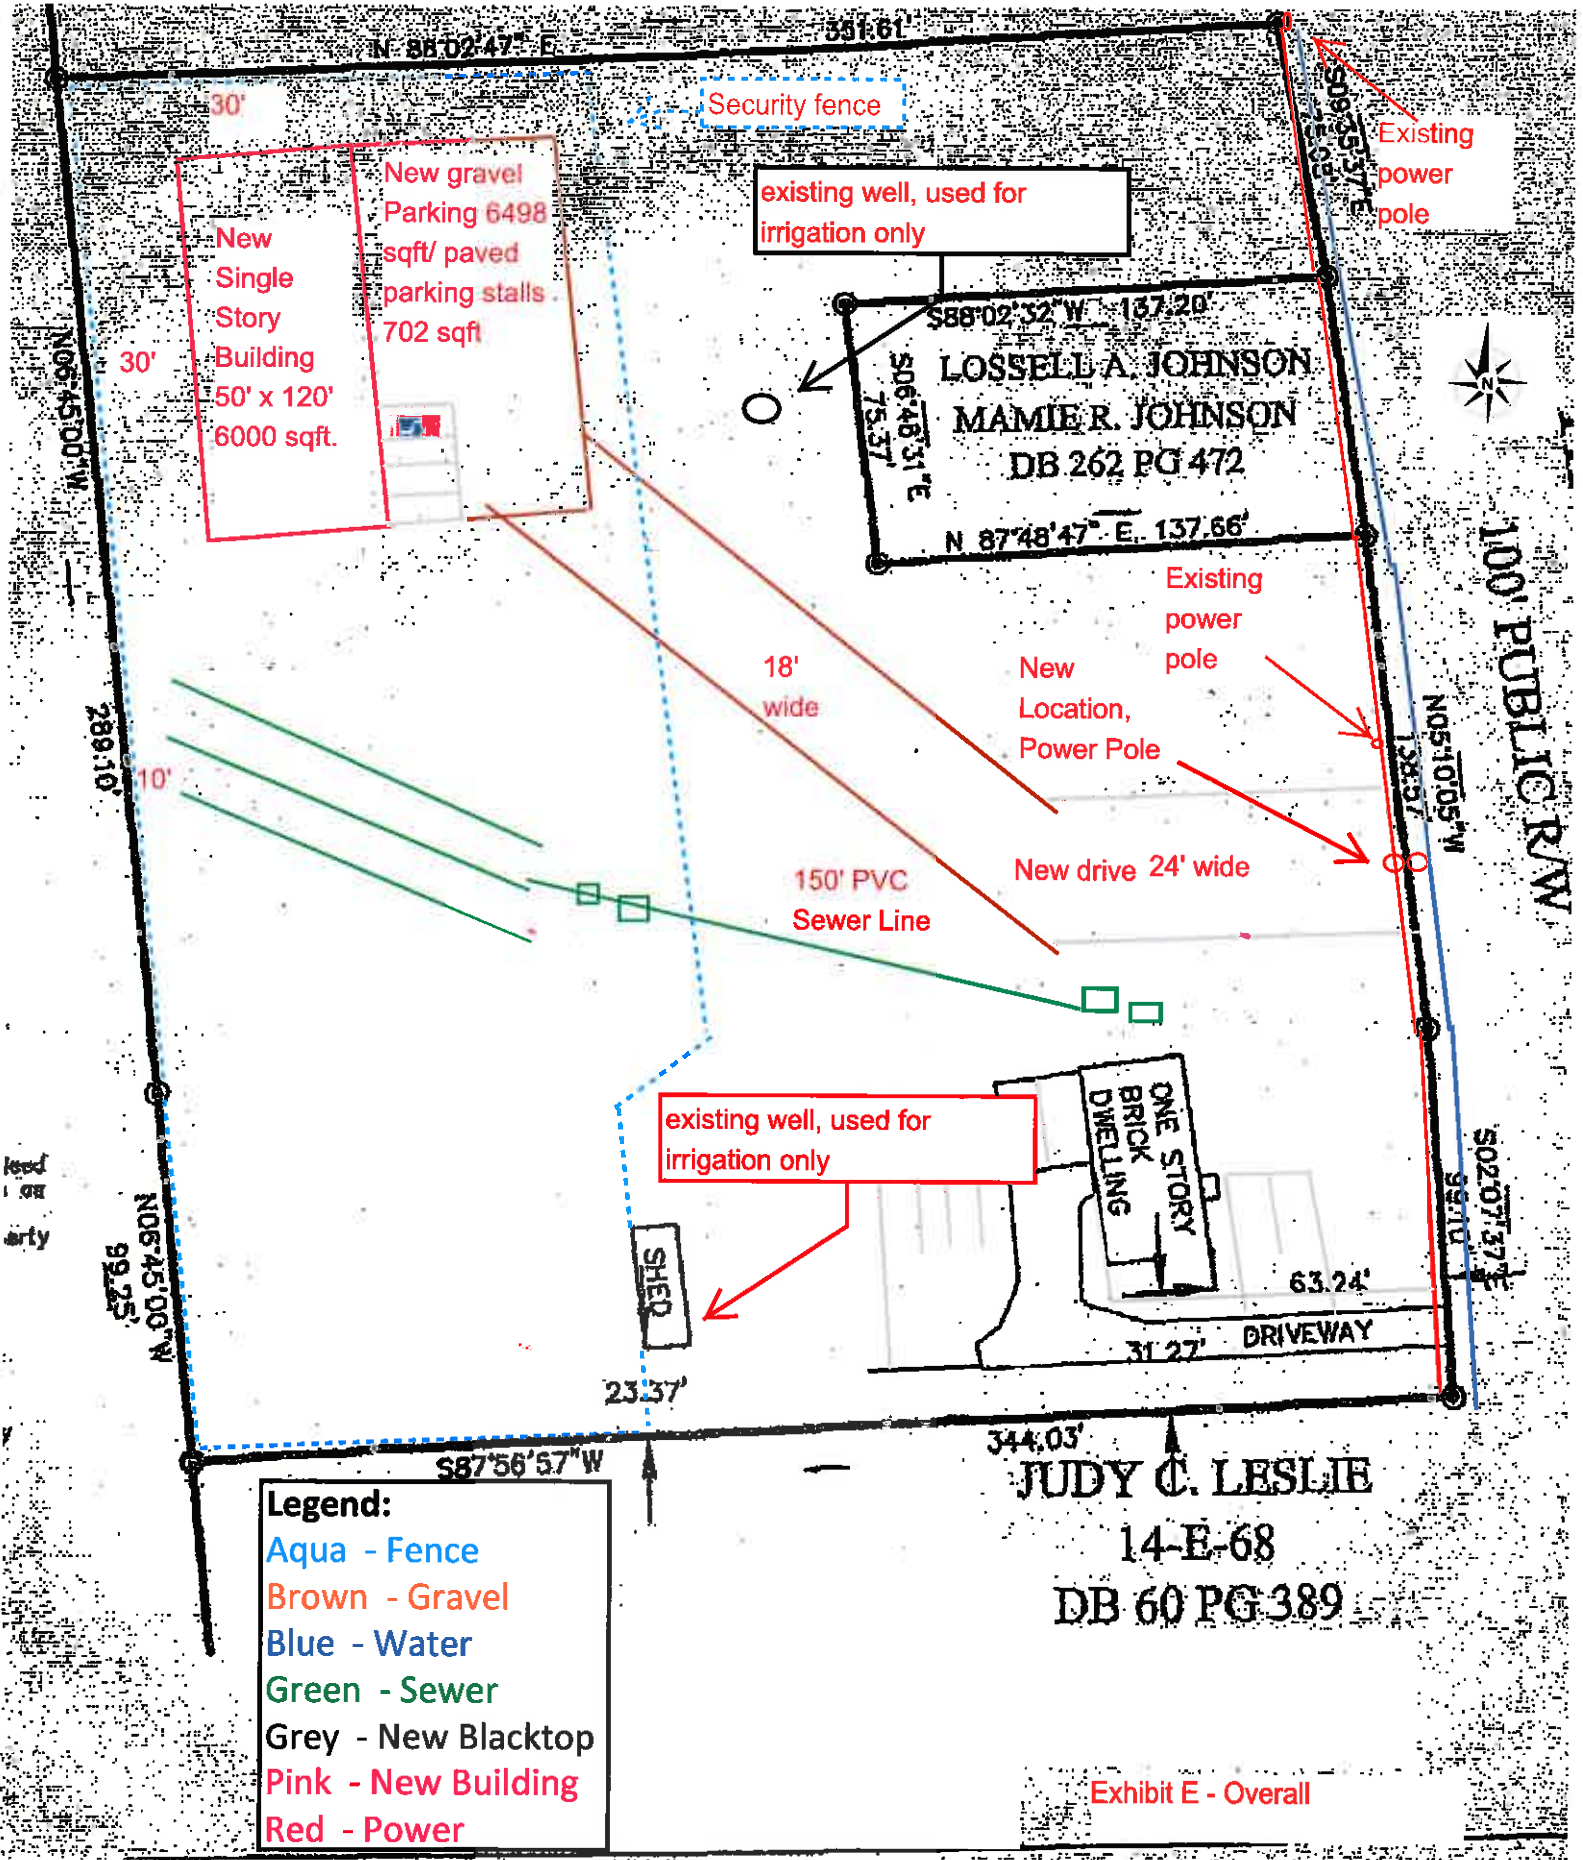 N 88°02'47" E
351.61'
30'
Security fence
S09°35'37"E
Existing
power
pole
New gravel
Parking 6498
sqft/ paved
parking stalls
702 sqft
existing well, used for
irrigation only
New
Single
Story
Building
50' x 120'
6000 sqft.
30'
N06°45'00"W
289.10'
S88°02'32"W 137.20'
S06°48'31"E
75.37'
LOSSELL A. JOHNSON
MAMIE R. JOHNSON
DB 262 PG 472
N 87°48'47" E 137.66'
N
100' PUBLIC R/W
Existing
power
pole
18'
wide
New
Location,
Power Pole
N05°10'05"W
138.57'
10'
150' PVC
Sewer Line
New drive 24' wide
existing well, used for
irrigation only
ONE STORY
BRICK
DWELLING
SHED
S02°07'37"E
99.10'
N06°45'00"W
99.25'
63.24'
DRIVEWAY
31.27'
23.37'
S87°56'57"W
344.03'
JUDY C. LESLIE
14-E-68
DB 60 PG 389
Legend:
Aqua - Fence
Brown - Gravel
Blue - Water
Green - Sewer
Grey - New Blacktop
Pink - New Building
Red - Power
Exhibit E - Overall